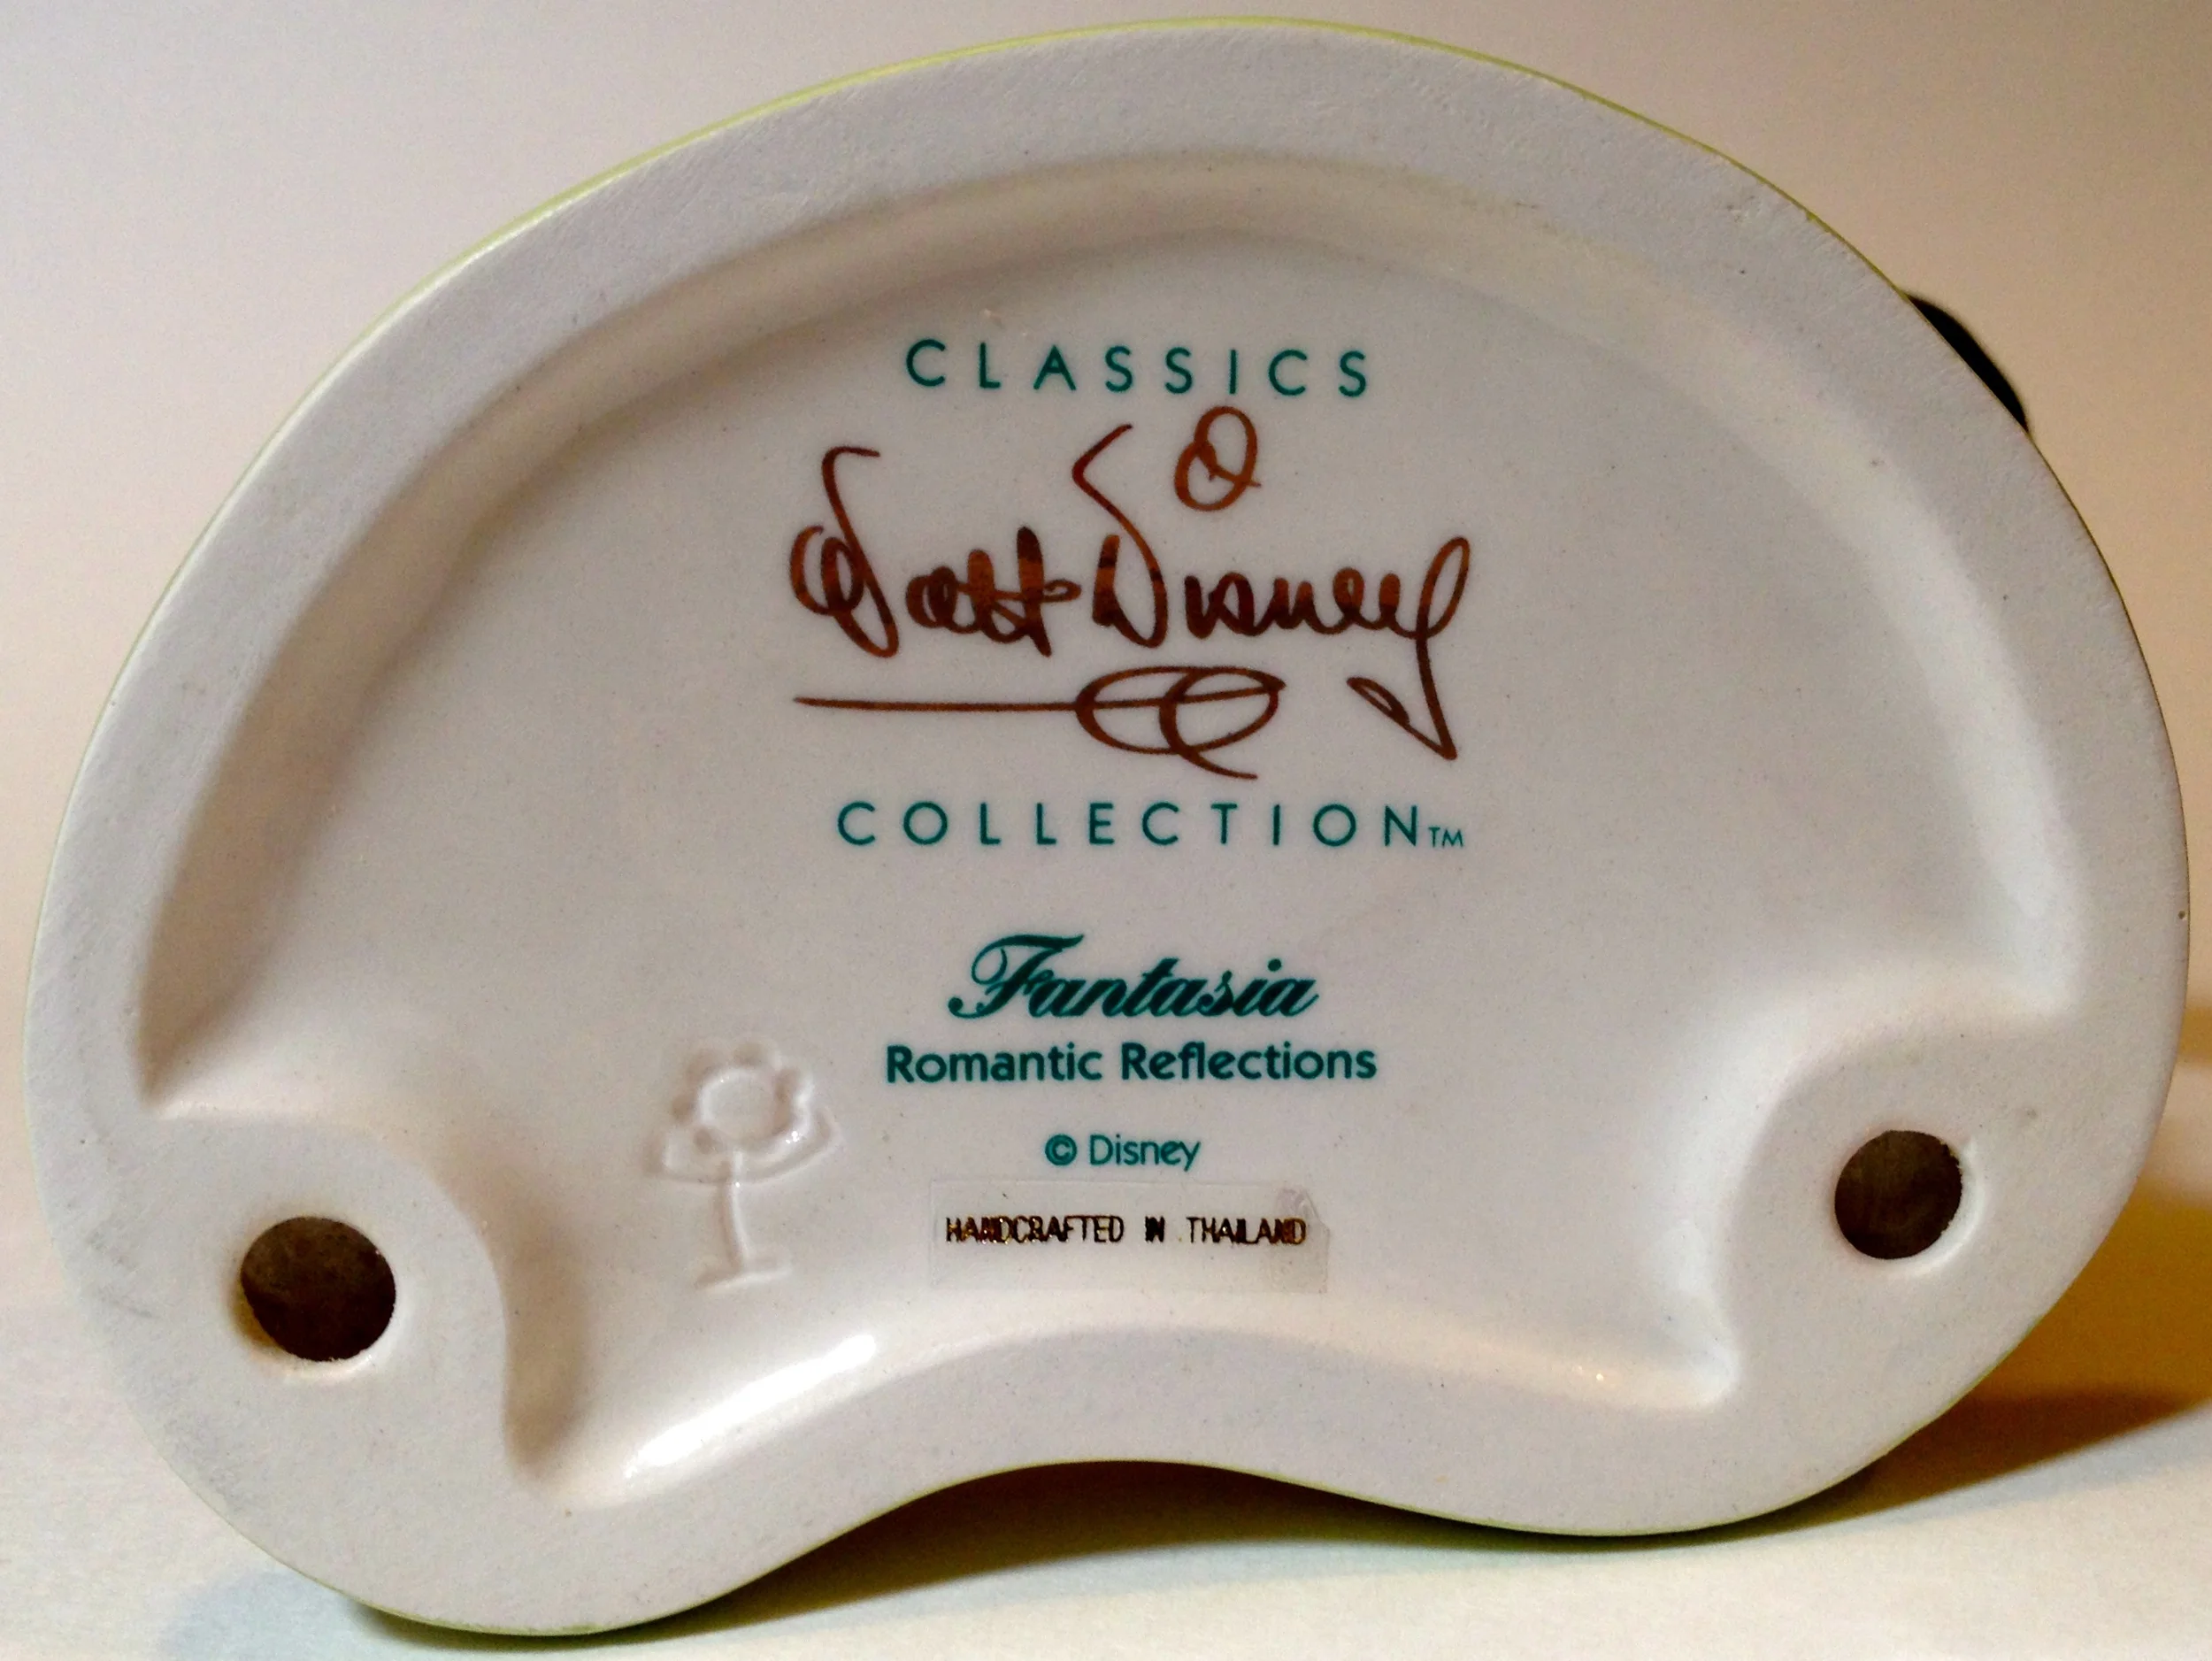 CLASSICS
Walt Disney
COLLECTION™
Fantasia
Romantic Reflections
© Disney
HANDCRAFTED IN THAILAND